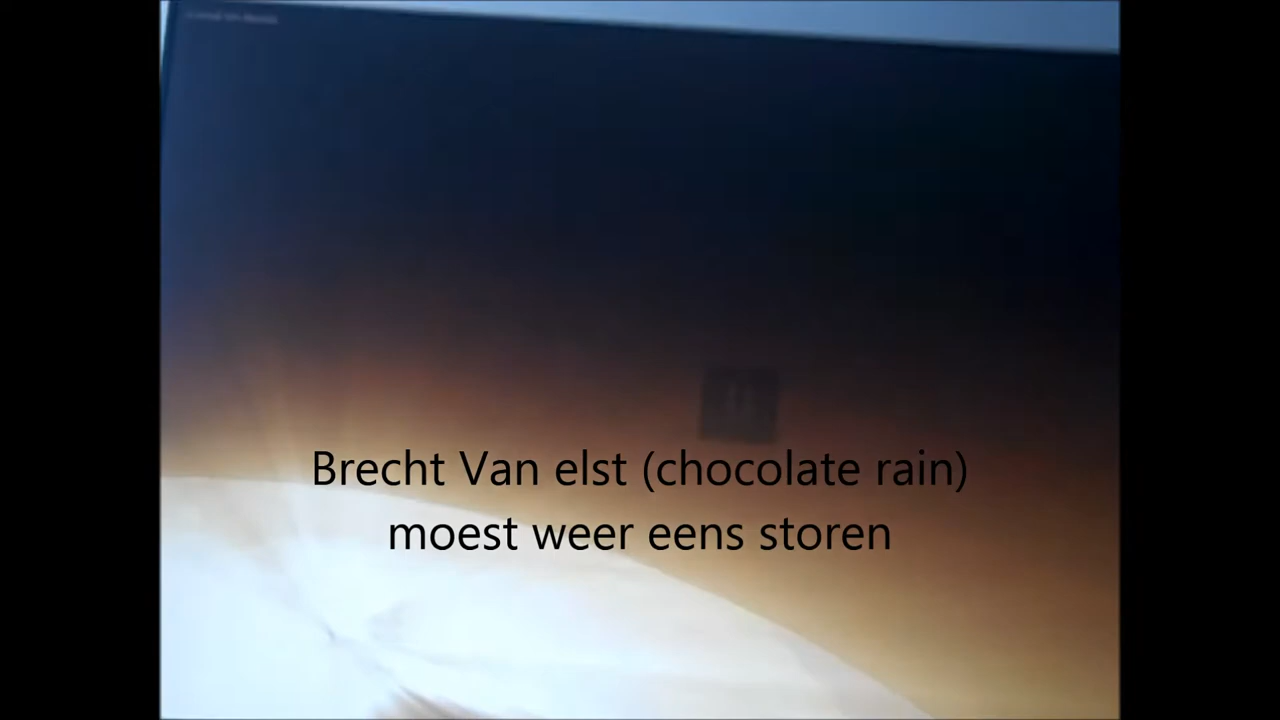 Brecht Van elst (chocolate rain)
moest weer eens storen